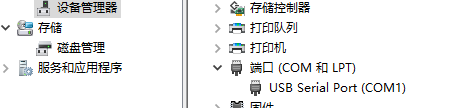 设备管理器
存储
磁盘管理
服务和应用程序
存储控制器
打印队列
打印机
端口 (COM 和 LPT)
USB Serial Port (COM1)
固件